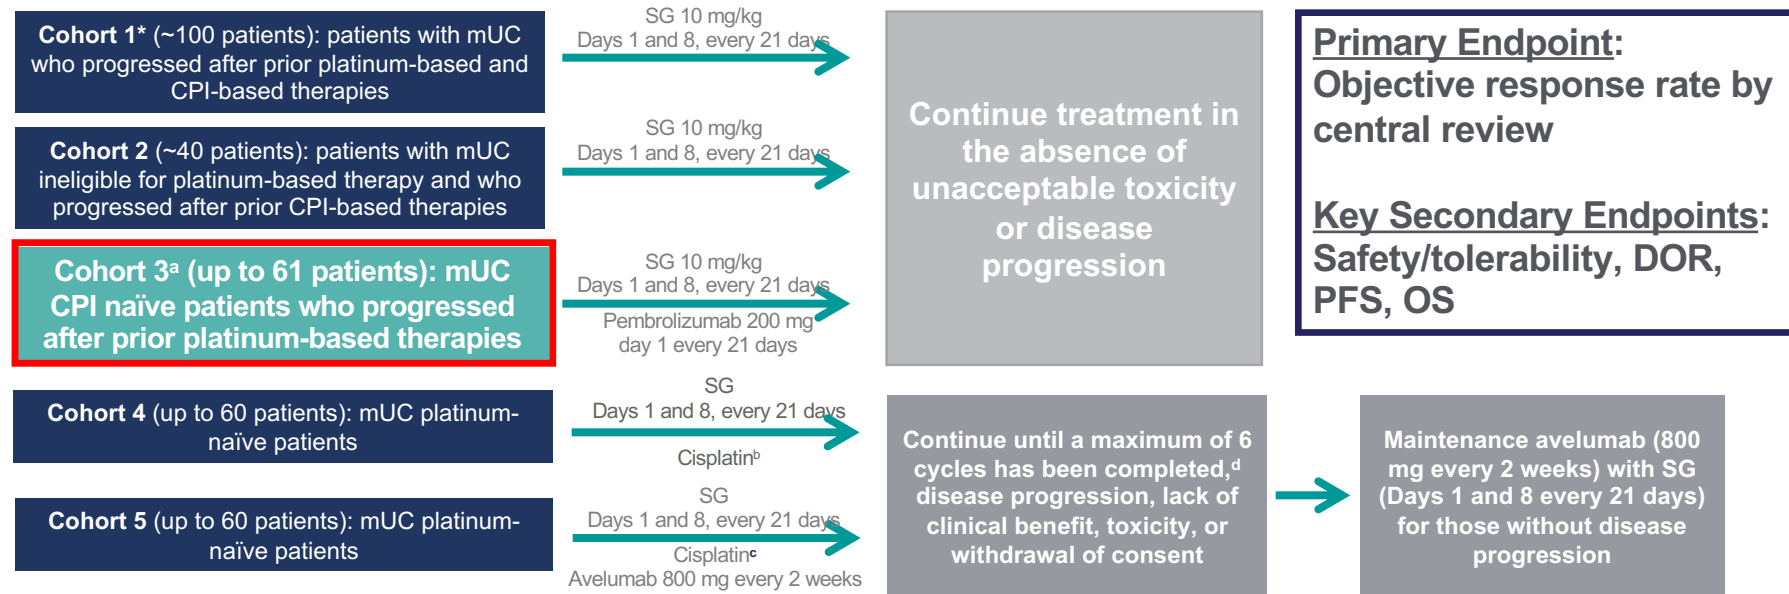 Cohort 1* (~100 patients): patients with mUC
who progressed after prior platinum-based and
CPI-based therapies
SG 10 mg/kg
Days 1 and 8, every 21 days
Cohort 2 (~40 patients): patients with mUC
ineligible for platinum-based therapy and who
progressed after prior CPI-based therapies
SG 10 mg/kg
Days 1 and 8, every 21 days
Cohort 3ᵃ (up to 61 patients): mUC
CPI naïve patients who progressed
after prior platinum-based therapies
SG 10 mg/kg
Days 1 and 8, every 21 days
Pembrolizumab 200 mg
day 1 every 21 days
Continue treatment in
the absence of
unacceptable toxicity
or disease
progression
Primary Endpoint:
Objective response rate by
central review
Key Secondary Endpoints:
Safety/tolerability, DOR,
PFS, OS
Cohort 4 (up to 60 patients): mUC platinum-
naïve patients
SG
Days 1 and 8, every 21 days
Cisplatinᵇ
Cohort 5 (up to 60 patients): mUC platinum-
naïve patients
SG
Days 1 and 8, every 21 days
Cisplatinᶜ
Avelumab 800 mg every 2 weeks
Continue until a maximum of 6
cycles has been completed,ᵈ
disease progression, lack of
clinical benefit, toxicity, or
withdrawal of consent
Maintenance avelumab (800
mg every 2 weeks) with SG
(Days 1 and 8 every 21 days)
for those without disease
progression